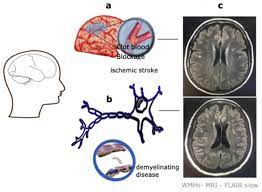 a
c
Clot blood
Blockage
ischemic stroke
b
demyelinating
disease
WMHs- MRI - FLAIR view